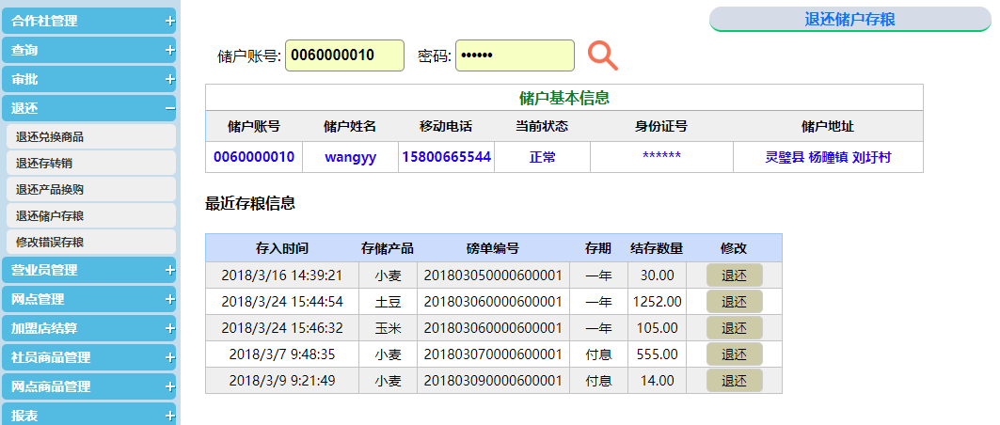 合作社管理 +
查询 +
审批 +
退还 −
退还兑换商品
退还存转销
退还产品换购
退还储户存粮
修改错误存粮
营业员管理 +
网点管理 +
加盟店结算 +
社员商品管理 +
网点商品管理 +
报表 +
退还储户存粮
储户账号: 0060000010 密码: ••••••
储户基本信息
储户账号 储户姓名 移动电话 当前状态 身份证号 储户地址
0060000010 wangyy 15800665544 正常 ****** 灵璧县 杨疃镇 刘圩村
最近存粮信息
存入时间 存储产品 磅单编号 存期 结存数量 修改
2018/3/16 14:39:21 小麦 201803050000600001 一年 30.00 退还
2018/3/24 15:44:54 土豆 201803060000600001 一年 1252.00 退还
2018/3/24 15:46:32 玉米 201803060000600001 一年 105.00 退还
2018/3/7 9:48:35 小麦 201803070000600001 付息 555.00 退还
2018/3/9 9:21:49 小麦 201803090000600001 付息 14.00 退还